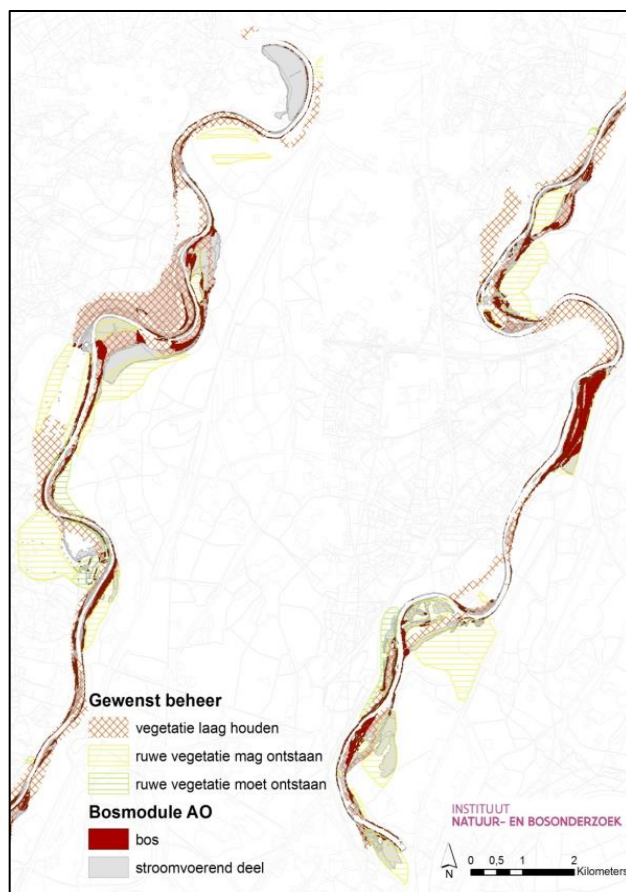 Gewenst beheer
vegetatie laag houden
ruwe vegetatie mag ontstaan
ruwe vegetatie moet ontstaan
Bosmodule AO
bos
stroomvoerend deel
INSTITUUT
NATUUR- EN BOSONDERZOEK
N
0 0,5 1 2
Kilometers